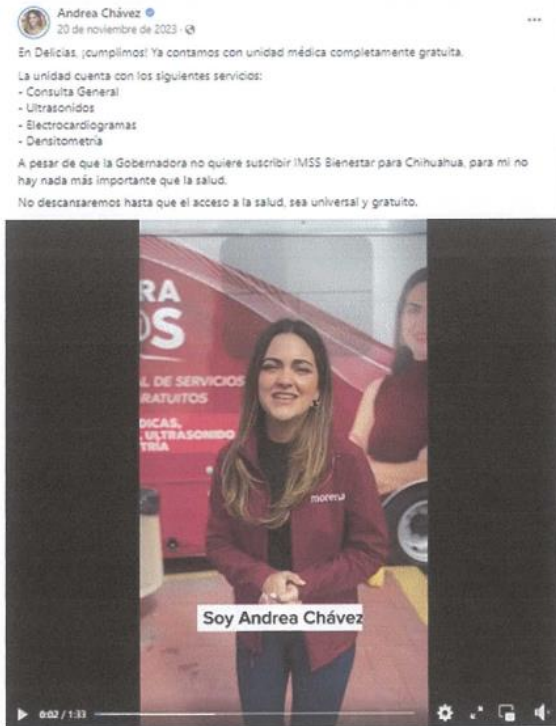 Andrea Chávez
20 de noviembre de 2023
En Delicias, ¡cumplimos! Ya contamos con unidad médica completamente gratuita.
La unidad cuenta con los siguientes servicios:
- Consulta General
- Ultrasonidos
- Electrocardiogramas
- Densitometría
A pesar de que la Gobernadora no quiere suscribir IMSS Bienestar para Chihuahua, para mi no
hay nada más importante que la salud.
No descansaremos hasta que el acceso a la salud, sea universal y gratuito.
RA
OS
L DE SERVICIOS
RATUITOS
DICAS,
ULTRASONIDO
TRÍA
morena
Soy Andrea Chávez
0:02 / 1:33